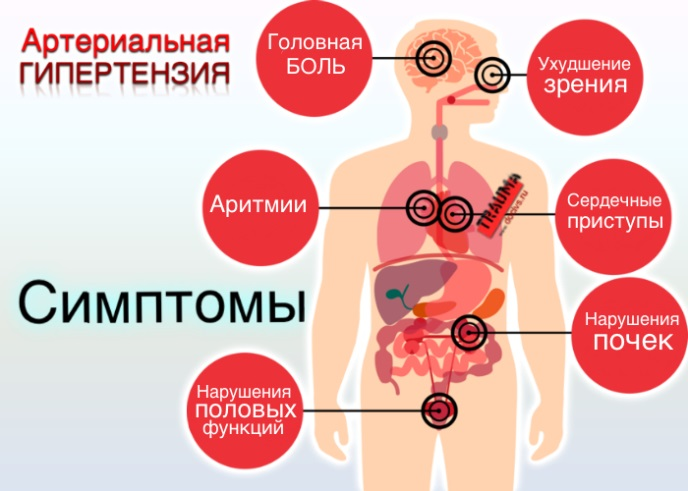 Артериальная
ГИПЕРТЕНЗИЯ
Головная
БОЛЬ
Ухудшение
зрения
Аритмии
Сердечные
приступы
TRAUMA
Симптомы
Нарушения
почек
Нарушения
половых
функций